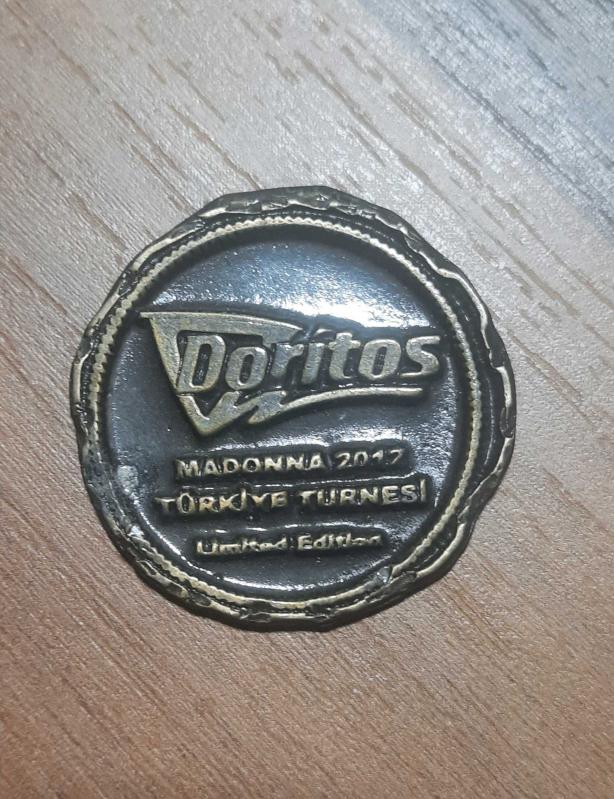 Doritos
MADONNA 2012
TÜRKİYE TURNESİ
Limited Edition